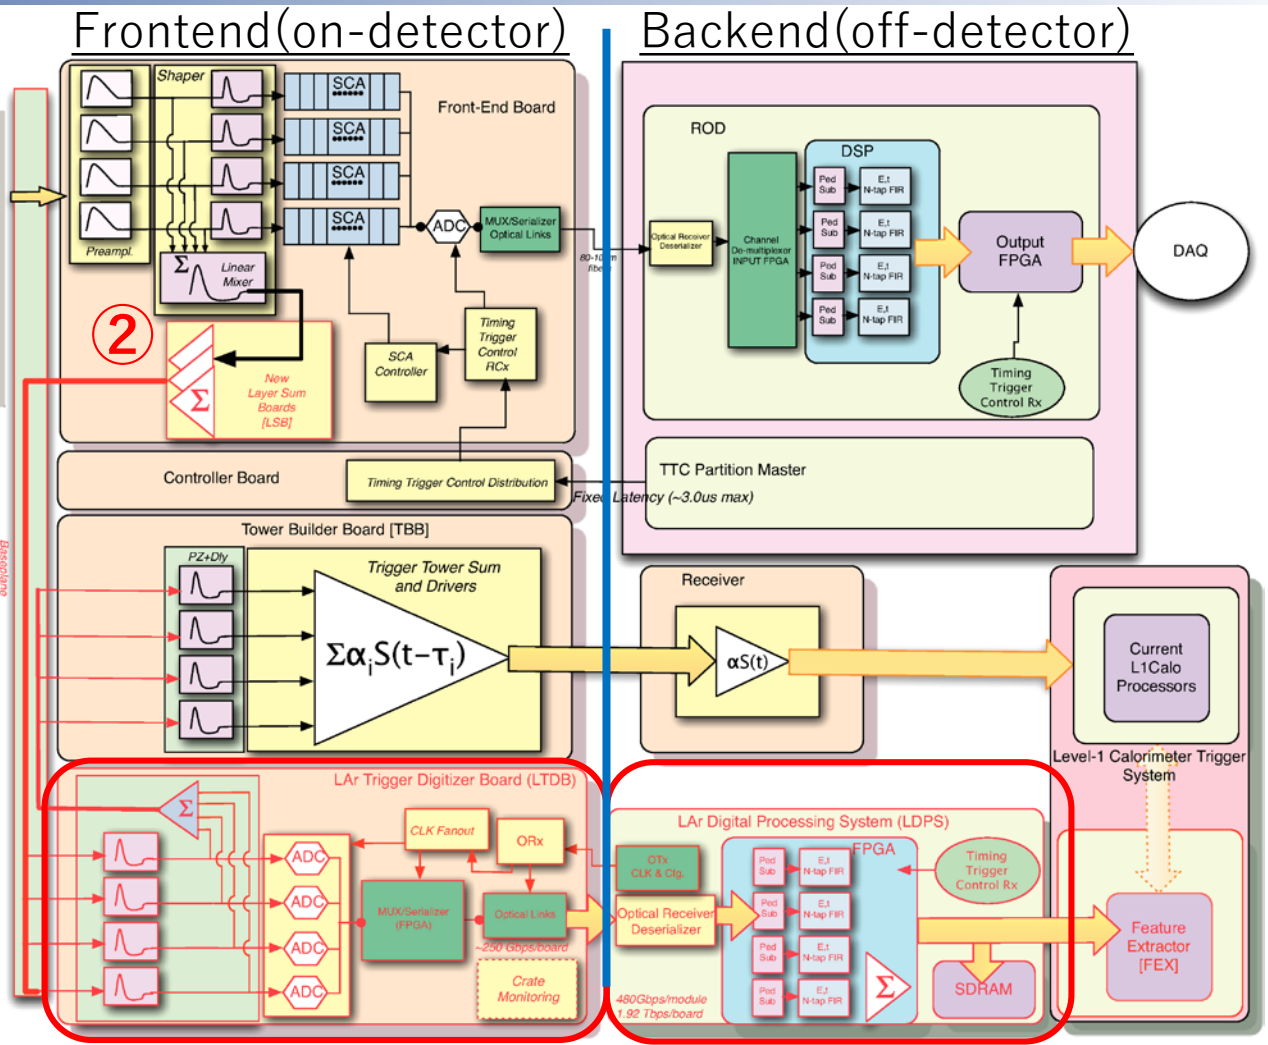 Frontend(on-detector)
Backend(off-detector)
Shaper
SCA
SCA
SCA
SCA
Front-End Board
Preampl.
Σ
Linear
Mixer
ADC
MUX/Serializer
Optical Links
②
New
Layer Sum
Boards
[LSB]
Σ
SCA
Controller
Timing
Trigger
Control
RCx
ROD
DSP
Optical Receiver
Deserializer
Channel
De-multiplexor
INPUT FPGA
Ped
Sub
E,t
N-tap FIR
Ped
Sub
E,t
N-tap FIR
Ped
Sub
E,t
N-tap FIR
Ped
Sub
E,t
N-tap FIR
Output
FPGA
DAQ
Timing
Trigger
Control Rx
Controller Board
Timing Trigger Control Distribution
TTC Partition Master
Fixed Latency (~3.0us max)
Baseplane
Tower Builder Board [TBB]
PZ+Dly
Trigger Tower Sum
and Drivers
ΣαᵢS(t−τᵢ)
Receiver
αS(t)
Current
L1Calo
Processors
Level-1 Calorimeter Trigger
System
LAr Trigger Digitizer Board (LTDB)
Σ
ADC
ADC
ADC
ADC
CLK Fanout
ORx
MUX/Serializer
(FPGA)
Optical Links
~250 Gbps/board
Crate
Monitoring
LAr Digital Processing System (LDPS)
OTx
CLK & Cfg.
Optical Receiver
Deserializer
FPGA
Ped
Sub
E,t
N-tap FIR
Ped
Sub
E,t
N-tap FIR
Ped
Sub
E,t
N-tap FIR
Ped
Sub
E,t
N-tap FIR
Σ
Timing
Trigger
Control Rx
SDRAM
480Gbps/module
1.92 Tbps/board
Feature
Extractor
[FEX]